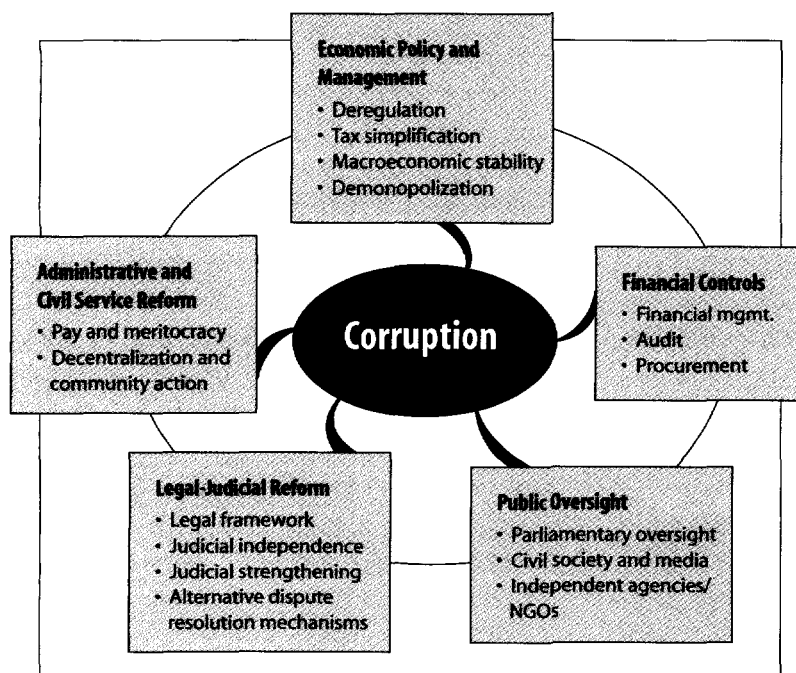 Economic Policy and
Management
• Deregulation
• Tax simplification
• Macroeconomic stability
• Demonopolization
Administrative and
Civil Service Reform
• Pay and meritocracy
• Decentralization and
community action
Financial Controls
• Financial mgmt.
• Audit
• Procurement
Corruption
Legal-Judicial Reform
• Legal framework
• Judicial independence
• Judicial strengthening
• Alternative dispute
resolution mechanisms
Public Oversight
• Parliamentary oversight
• Civil society and media
• Independent agencies/
NGOs